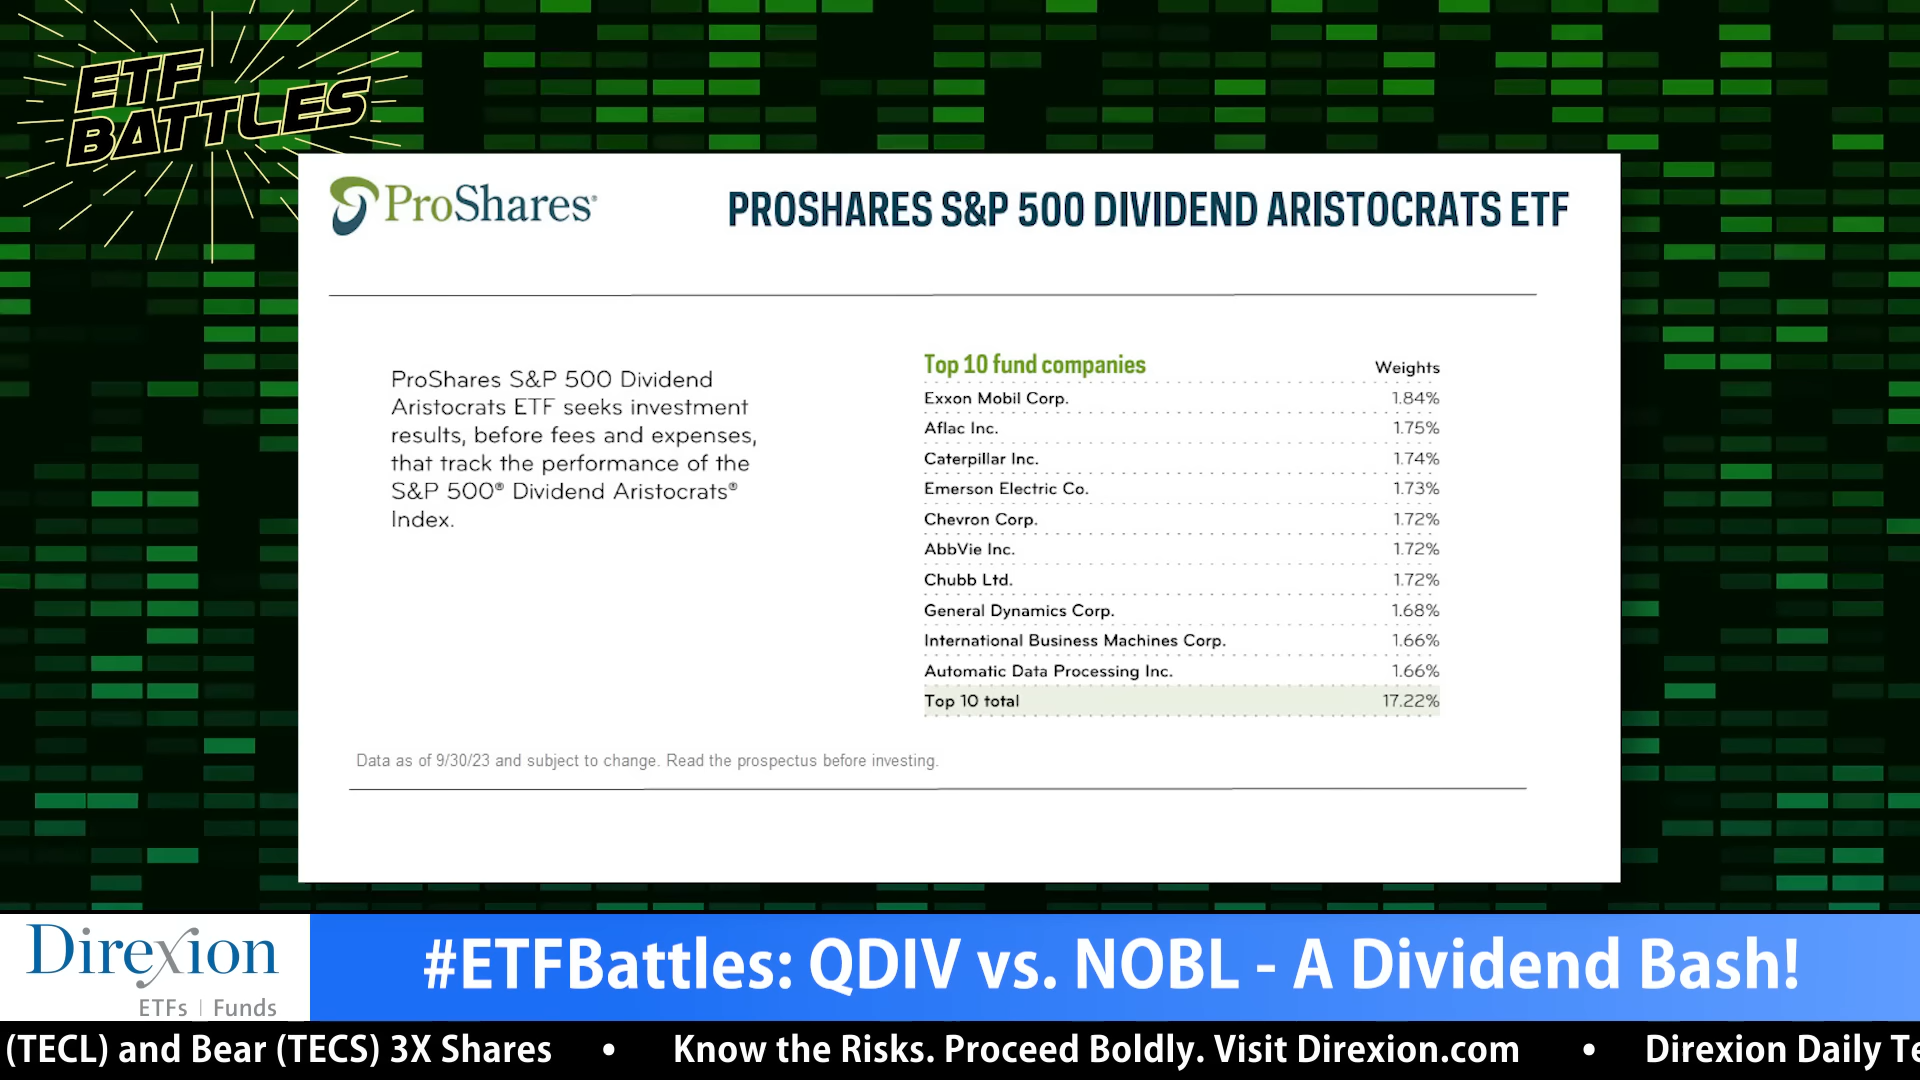 ETF
BATTLES
ProShares®
PROSHARES S&P 500 DIVIDEND ARISTOCRATS ETF
ProShares S&P 500 Dividend
Aristocrats ETF seeks investment
results, before fees and expenses,
that track the performance of the
S&P 500® Dividend Aristocrats®
Index.
Top 10 fund companies Weights
Exxon Mobil Corp. 1.84%
Aflac Inc. 1.75%
Caterpillar Inc. 1.74%
Emerson Electric Co. 1.73%
Chevron Corp. 1.72%
AbbVie Inc. 1.72%
Chubb Ltd. 1.72%
General Dynamics Corp. 1.68%
International Business Machines Corp. 1.66%
Automatic Data Processing Inc. 1.66%
Top 10 total 17.22%
Data as of 9/30/23 and subject to change. Read the prospectus before investing.
Direxion
ETFs | Funds
#ETFBattles: QDIV vs. NOBL - A Dividend Bash!
(TECL) and Bear (TECS) 3X Shares • Know the Risks. Proceed Boldly. Visit Direxion.com • Direxion Daily